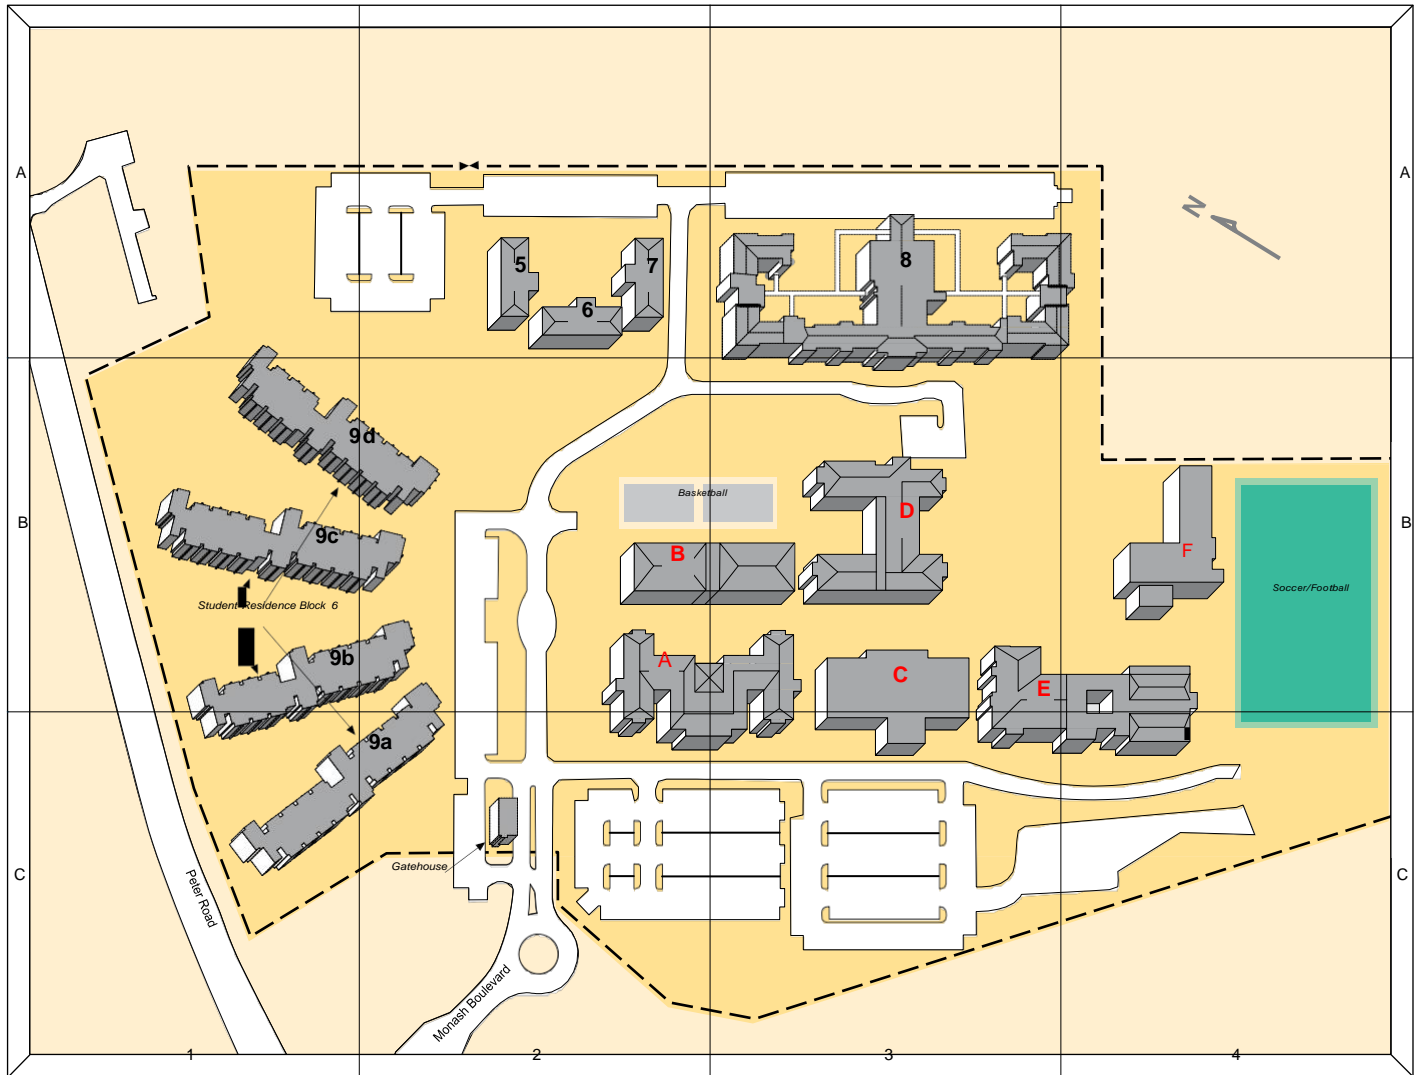 A
A
N
5
7
8
6
9d
Basketball
D
B
9c
B
B
F
Soccer/Football
Student Residence Block 6
9b
A
C
E
9a
Gatehouse
C
C
Peter Road
Monash Boulevard
1
2
3
4